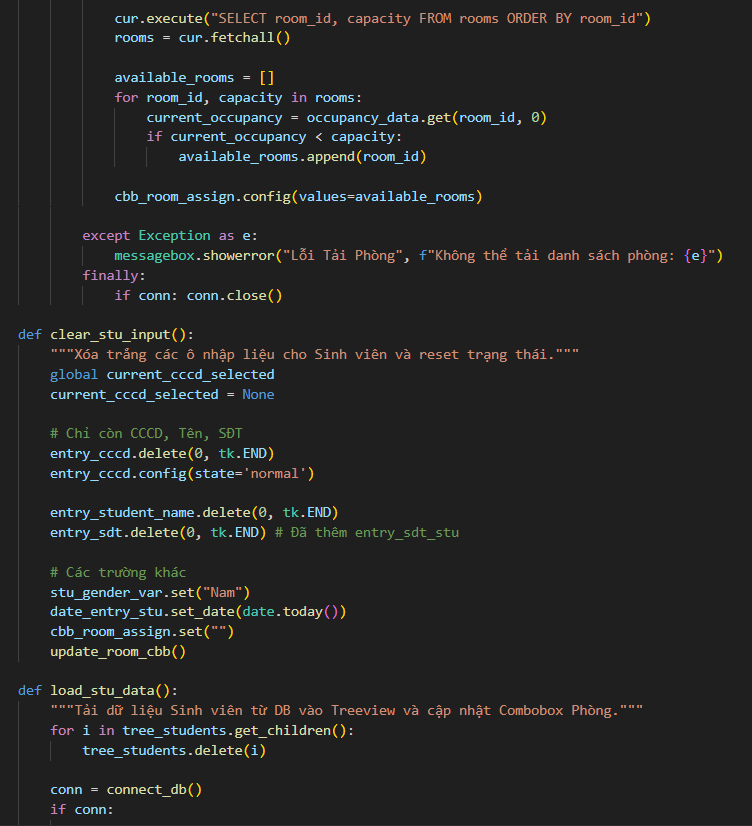 cur.execute("SELECT room_id, capacity FROM rooms ORDER BY room_id")
rooms = cur.fetchall()
available_rooms = []
for room_id, capacity in rooms:
current_occupancy = occupancy_data.get(room_id, 0)
if current_occupancy < capacity:
available_rooms.append(room_id)
cbb_room_assign.config(values=available_rooms)
except Exception as e:
messagebox.showerror("Lỗi Tải Phòng", f"Không thể tải danh sách phòng: {e}")
finally:
if conn: conn.close()
def clear_stu_input():
"""Xóa trắng các ô nhập liệu cho Sinh viên và reset trạng thái."""
global current_cccd_selected
current_cccd_selected = None
# Chỉ còn CCCD, Tên, SĐT
entry_cccd.delete(0, tk.END)
entry_cccd.config(state='normal')
entry_student_name.delete(0, tk.END)
entry_sdt.delete(0, tk.END) # Đã thêm entry_sdt_stu
# Các trường khác
stu_gender_var.set("Nam")
date_entry_stu.set_date(date.today())
cbb_room_assign.set("")
update_room_cbb()
def load_stu_data():
"""Tải dữ liệu Sinh viên từ DB vào Treeview và cập nhật Combobox Phòng."""
for i in tree_students.get_children():
tree_students.delete(i)
conn = connect_db()
if conn: